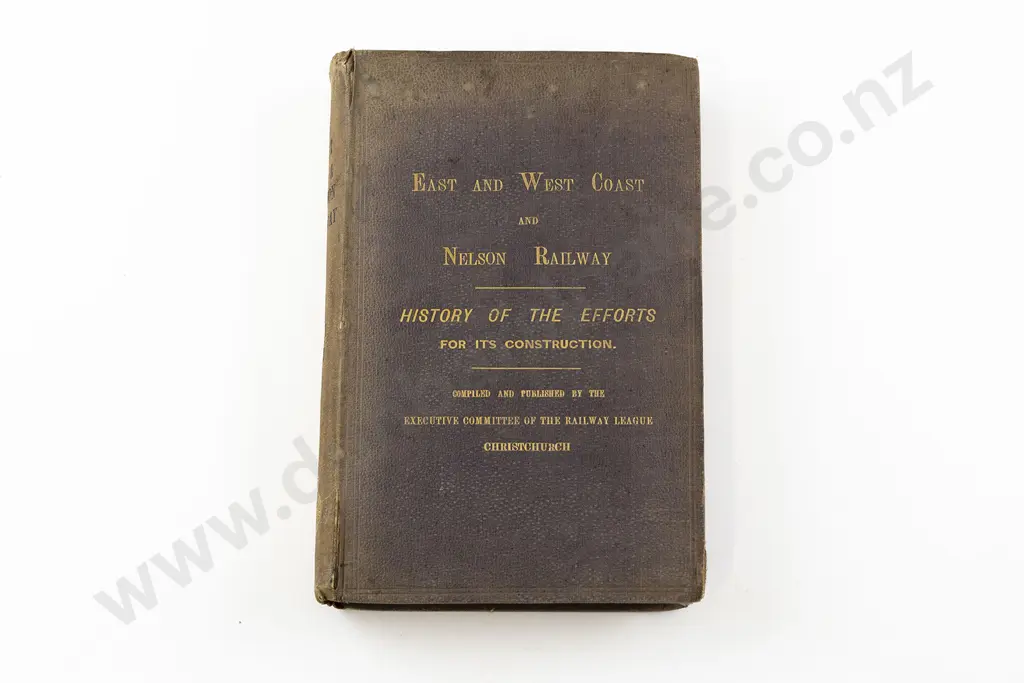 East and West Coast
and
Nelson Railway
HISTORY OF THE EFFORTS
FOR ITS CONSTRUCTION.
COMPILED AND PUBLISHED BY THE
EXECUTIVE COMMITTEE OF THE RAILWAY LEAGUE
CHRISTCHURCH